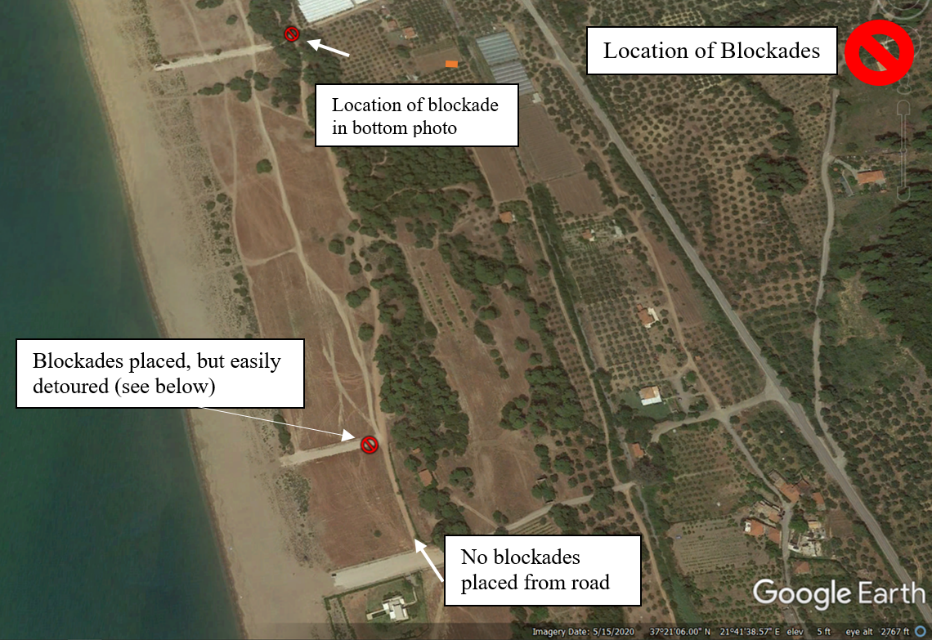 Location of Blockades
Location of blockade
in bottom photo
Blockades placed, but easily
detoured (see below)
No blockades
placed from road
Google Earth
Imagery Date: 5/15/2020 37°21'06.00" N 21°41'38.57" E elev 5 ft eye alt 2767 ft